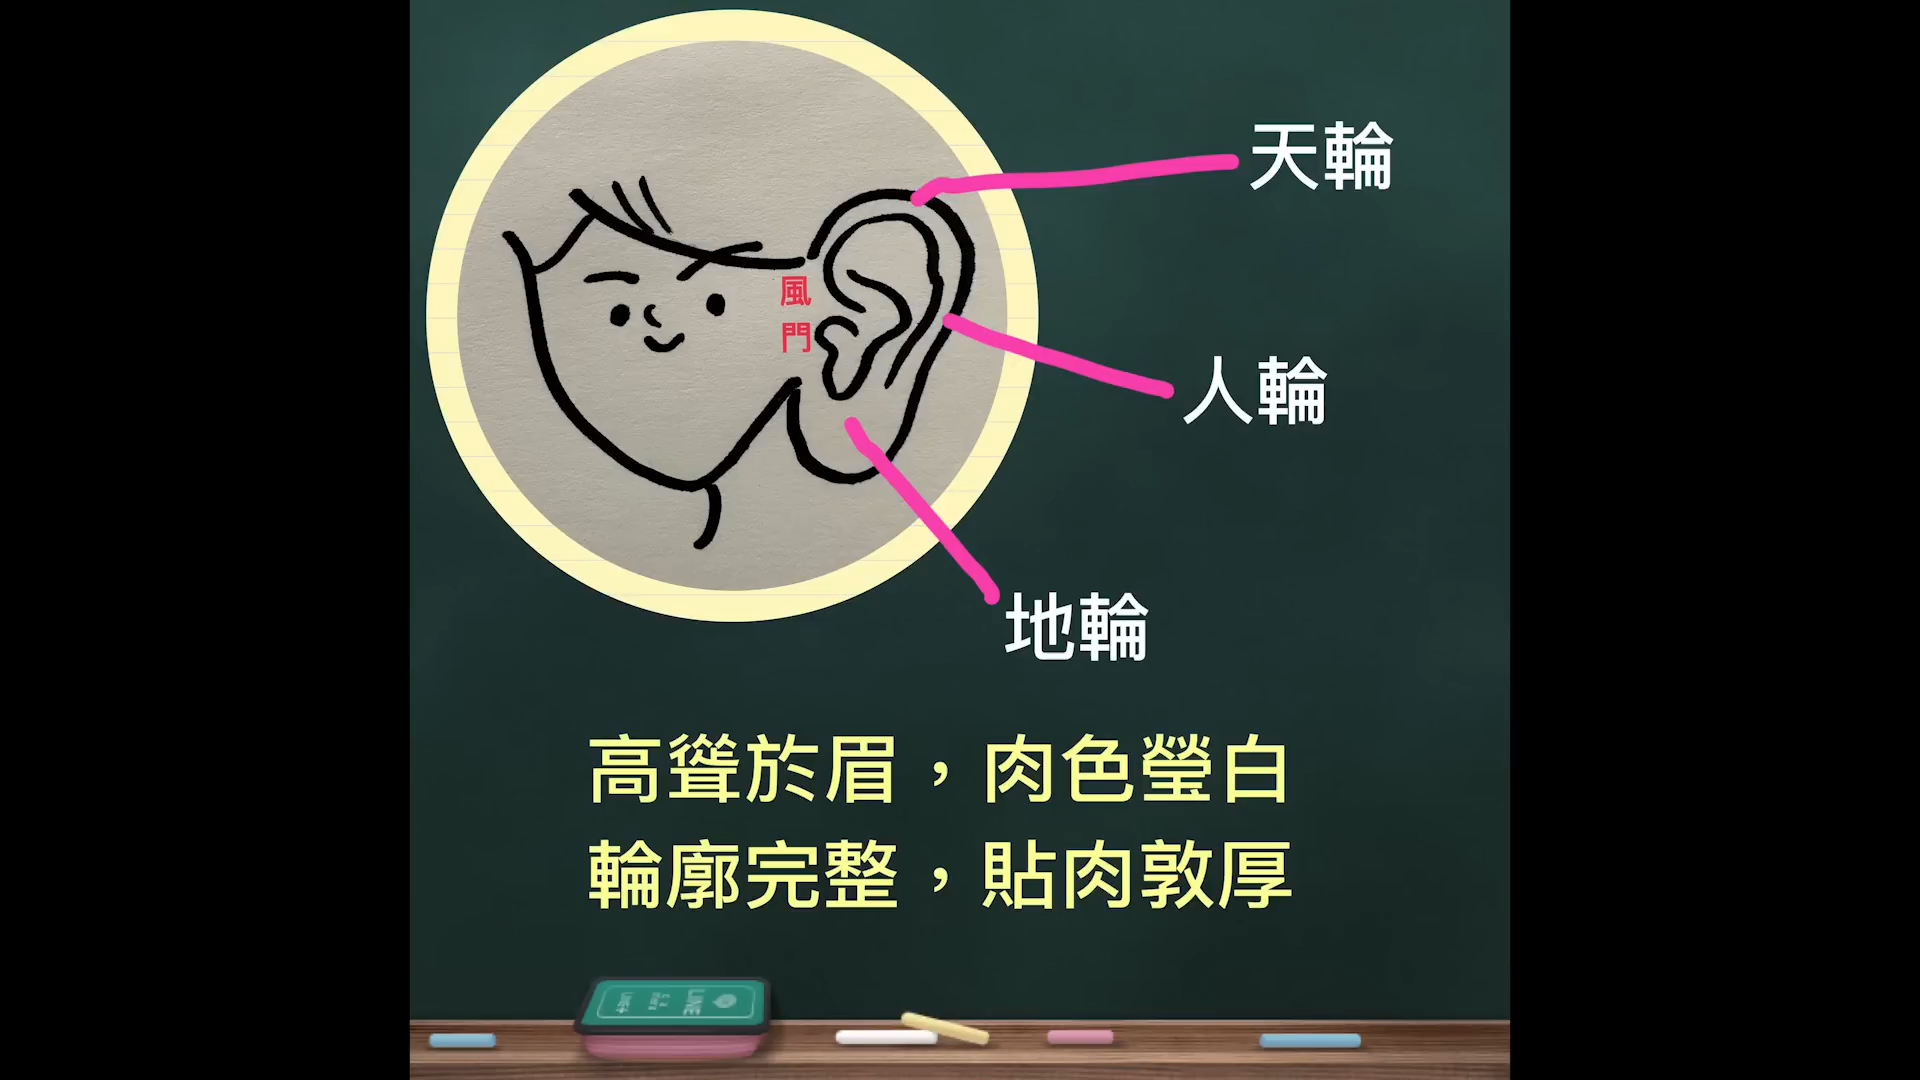 天輪
風
門
人輪
地輪
高聳於眉，肉色瑩白
輪廓完整，貼肉敦厚
LINE